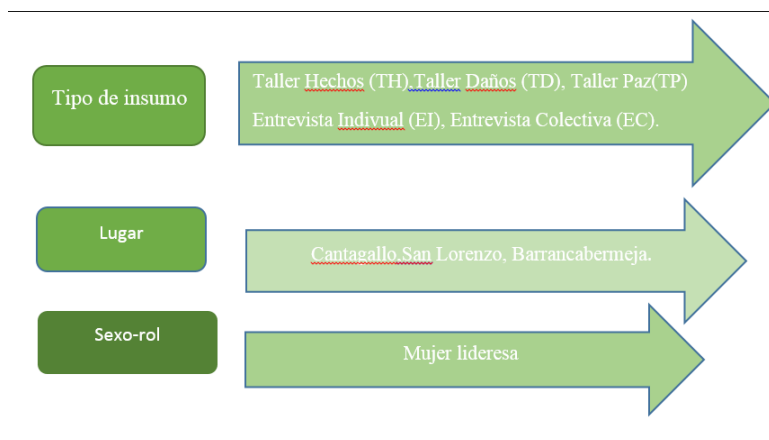 Tipo de insumo
Taller Hechos (TH),Taller Daños (TD), Taller Paz(TP)
Entrevista Indivual (EI), Entrevista Colectiva (EC).
Lugar
Cantagallo,San Lorenzo, Barrancabermeja.
Sexo-rol
Mujer lideresa